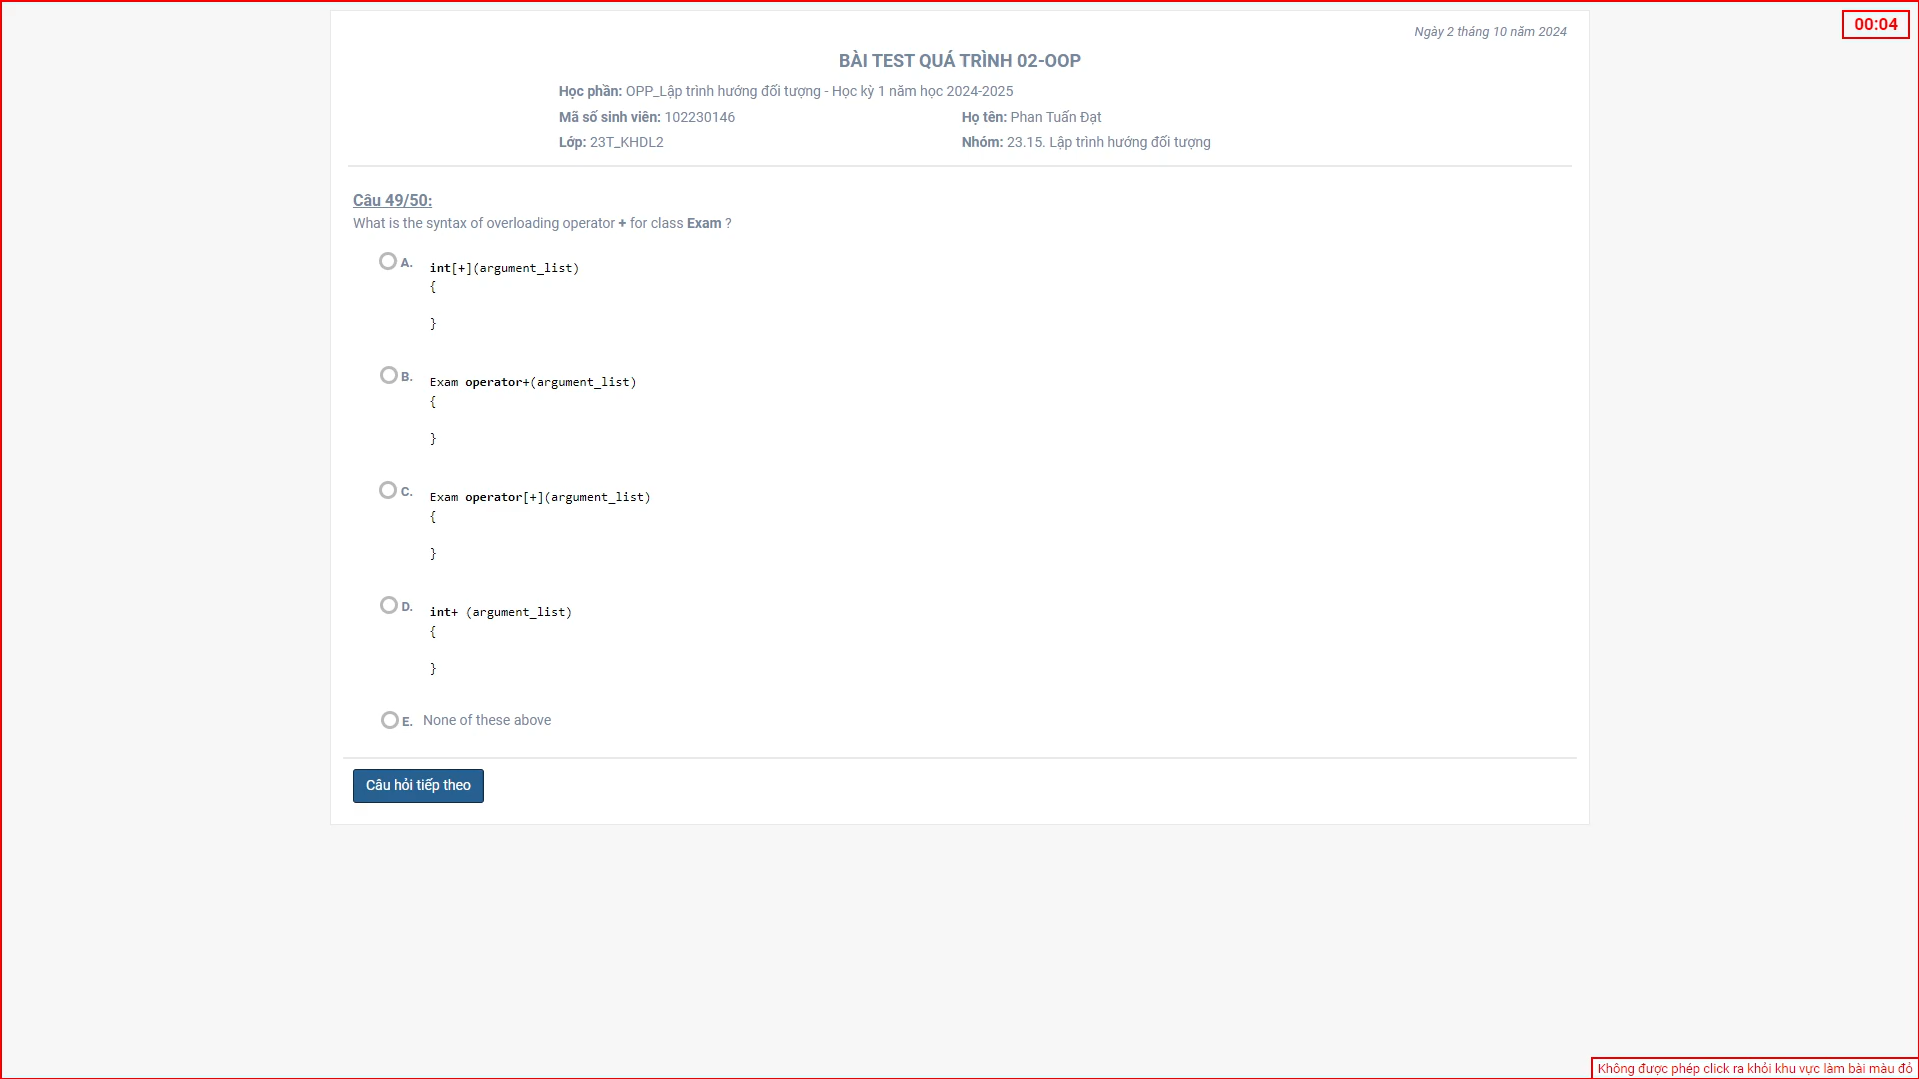 00:04
Ngày 2 tháng 10 năm 2024
BÀI TEST QUÁ TRÌNH 02-OOP
Học phần: OPP_Lập trình hướng đối tượng - Học kỳ 1 năm học 2024-2025
Mã số sinh viên: 102230146 Họ tên: Phan Tuấn Đạt
Lớp: 23T_KHDL2 Nhóm: 23.15. Lập trình hướng đối tượng
Câu 49/50:
What is the syntax of overloading operator + for class Exam ?
A. int[+](argument_list)
{
}
B. Exam operator+(argument_list)
{
}
C. Exam operator[+](argument_list)
{
}
D. int+ (argument_list)
{
}
E. None of these above
Câu hỏi tiếp theo
Không được phép click ra khỏi khu vực làm bài màu đỏ